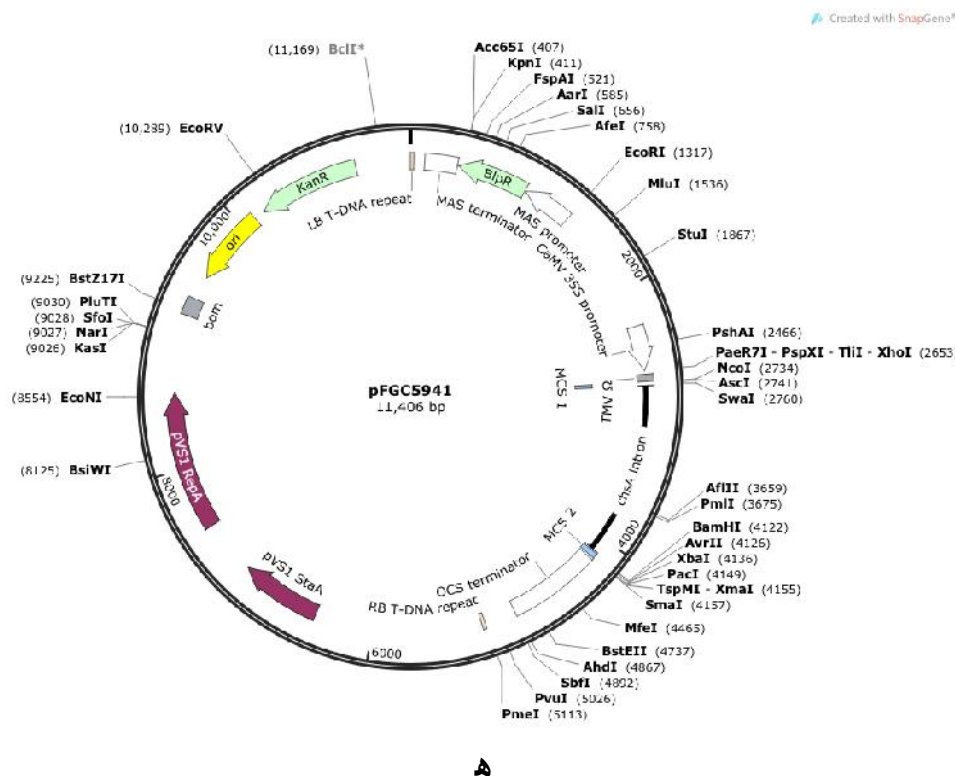 Created with SnapGene®
(11,169) BclI*
Acc65I (407)
KpnI (411)
FspAI (521)
AarI (585)
SalI (656)
AfeI (758)
(10,289) EcoRV
EcoRI (1317)
MluI (1536)
StuI (1867)
KanR
LB T-DNA repeat
MAS terminator
BlpR
MAS promoter
CaMV 35S promoter
10,000
ori
2000
(9225) BstZ17I
(9030) PluTI
(9028) SfoI
(9027) NarI
(9026) KasI
bom
PshAI (2466)
PaeR7I - PspXI - TliI - XhoI (2653)
NcoI (2734)
AscI (2741)
SwaI (2760)
pFGC5941
11,406 bp
MCS 1
TMV Ω
(8554) EcoNI
(8125) BsiWI
pVS1 RepA
8000
chsA intron
AflII (3659)
PmlI (3675)
BamHI (4122)
AvrII (4126)
XbaI (4136)
PacI (4149)
TspMI - XmaI (4155)
SmaI (4157)
MCS 2
4000
pVS1 StaA
OCS terminator
RB T-DNA repeat
6000
MfeI (4465)
BstEII (4737)
AhdI (4867)
SbfI (4892)
PvuI (5026)
PmeI (5113)
ه